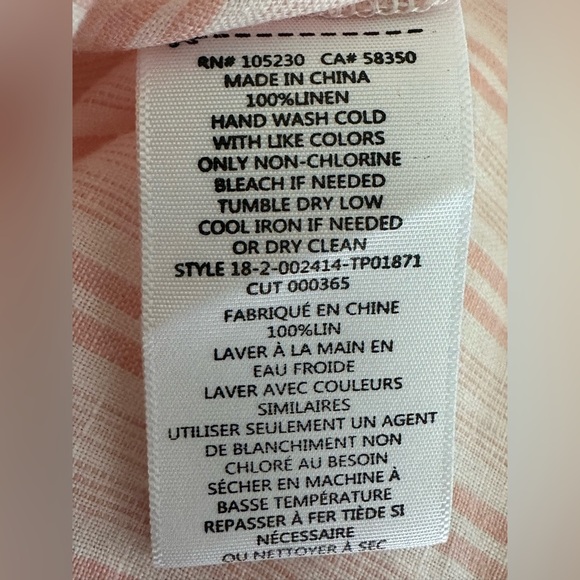 RN# 105230 CA# 58350
MADE IN CHINA
100%LINEN
HAND WASH COLD
WITH LIKE COLORS
ONLY NON-CHLORINE
BLEACH IF NEEDED
TUMBLE DRY LOW
COOL IRON IF NEEDED
OR DRY CLEAN
STYLE 18-2-002414-TP01871
CUT 000365
FABRIQUÉ EN CHINE
100%LIN
LAVER À LA MAIN EN
EAU FROIDE
LAVER AVEC COULEURS
SIMILAIRES
UTILISER SEULEMENT UN AGENT
DE BLANCHIMENT NON
CHLORÉ AU BESOIN
SÉCHER EN MACHINE À
BASSE TEMPÉRATURE
REPASSER À FER TIÈDE SI
NÉCESSAIRE
OU NETTOYER À SEC